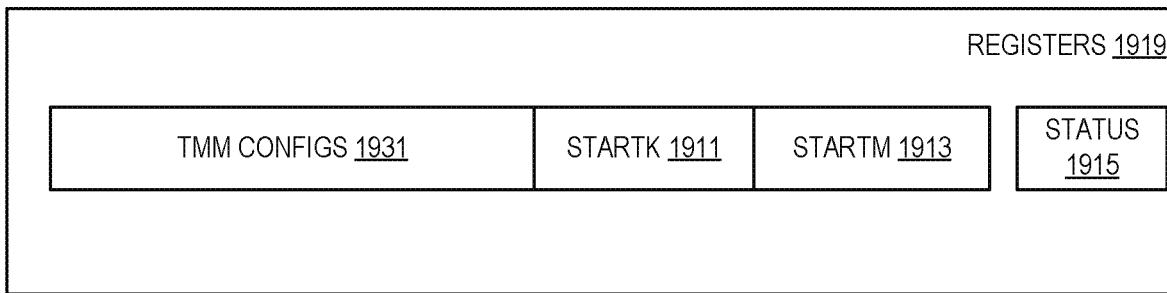 REGISTERS 1919
TMM CONFIGS 1931
STARTK 1911
STARTM 1913
STATUS
1915